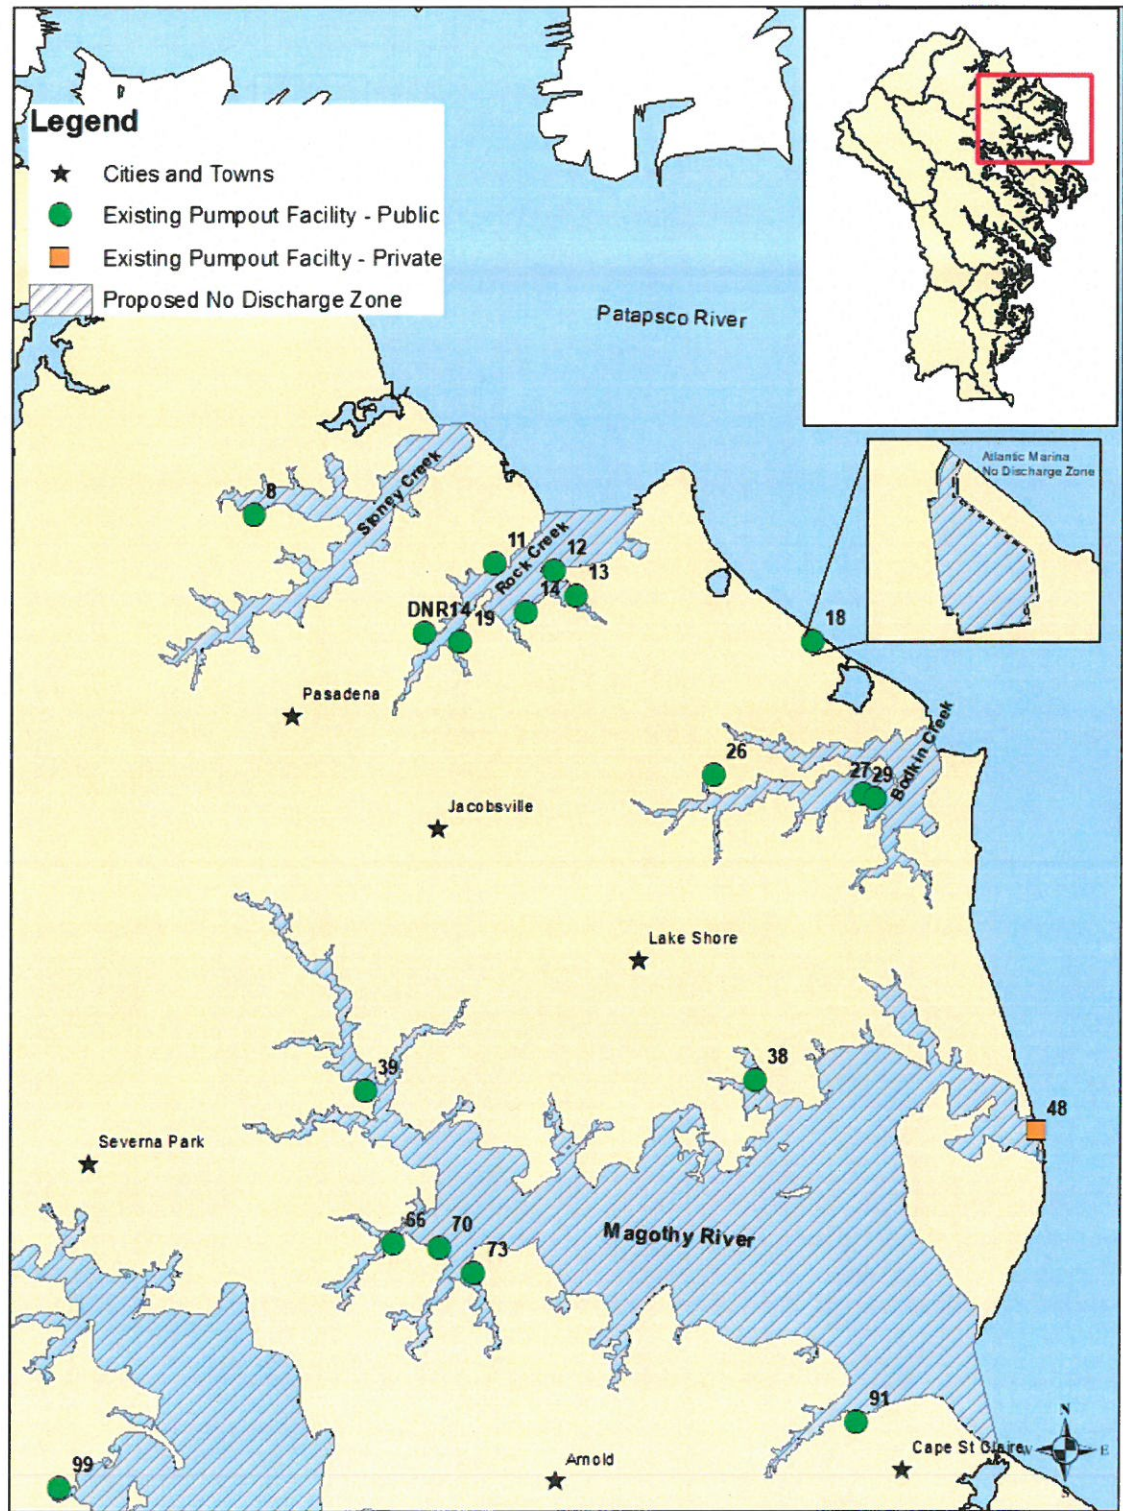 Legend
Cities and Towns
Existing Pumpout Facility - Public
Existing Pumpout Facilty - Private
Proposed No Discharge Zone
Patapsco River
Atlantic Marina
No Discharge Zone
Stoney Creek
8
11
Rock Creek
12
13
14
DNR14
19
18
Pasadena
26
27
29
Bodkin Creek
Jacobsville
Lake Shore
39
38
48
Severna Park
66
70
73
Magothy River
91
99
Arnold
Cape St Claire
N
W
E
S